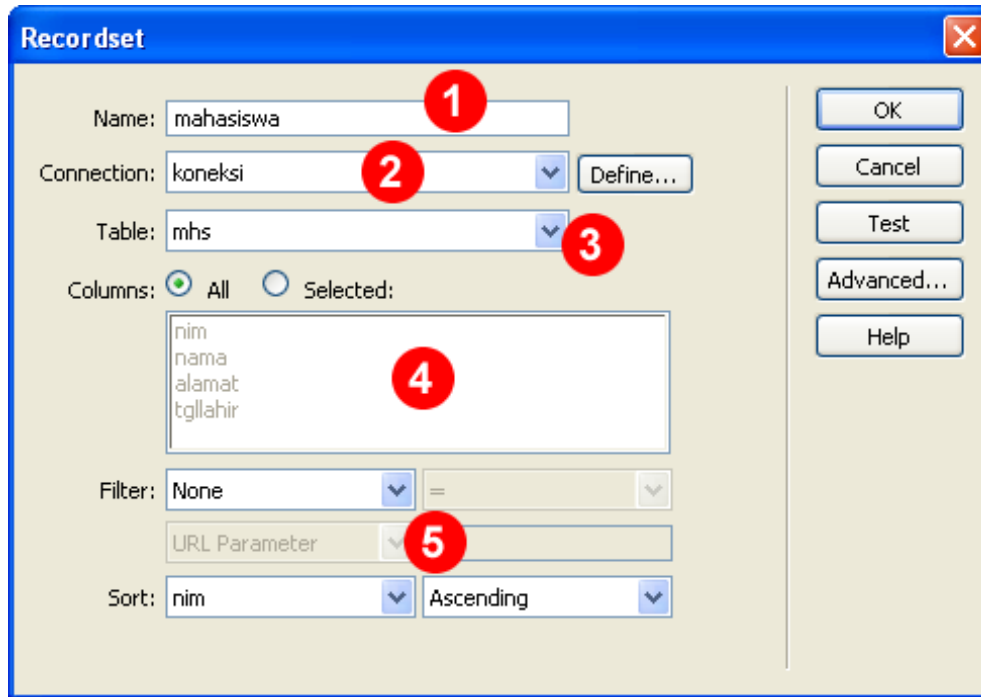 Recordset
Name: mahasiswa 1
OK
Connection: koneksi 2 Define...
Cancel
Table: mhs 3
Test
Columns: All Selected:
Advanced...
nim
nama
alamat
tgllahir
4
Help
Filter: None =
URL Parameter 5
Sort: nim Ascending